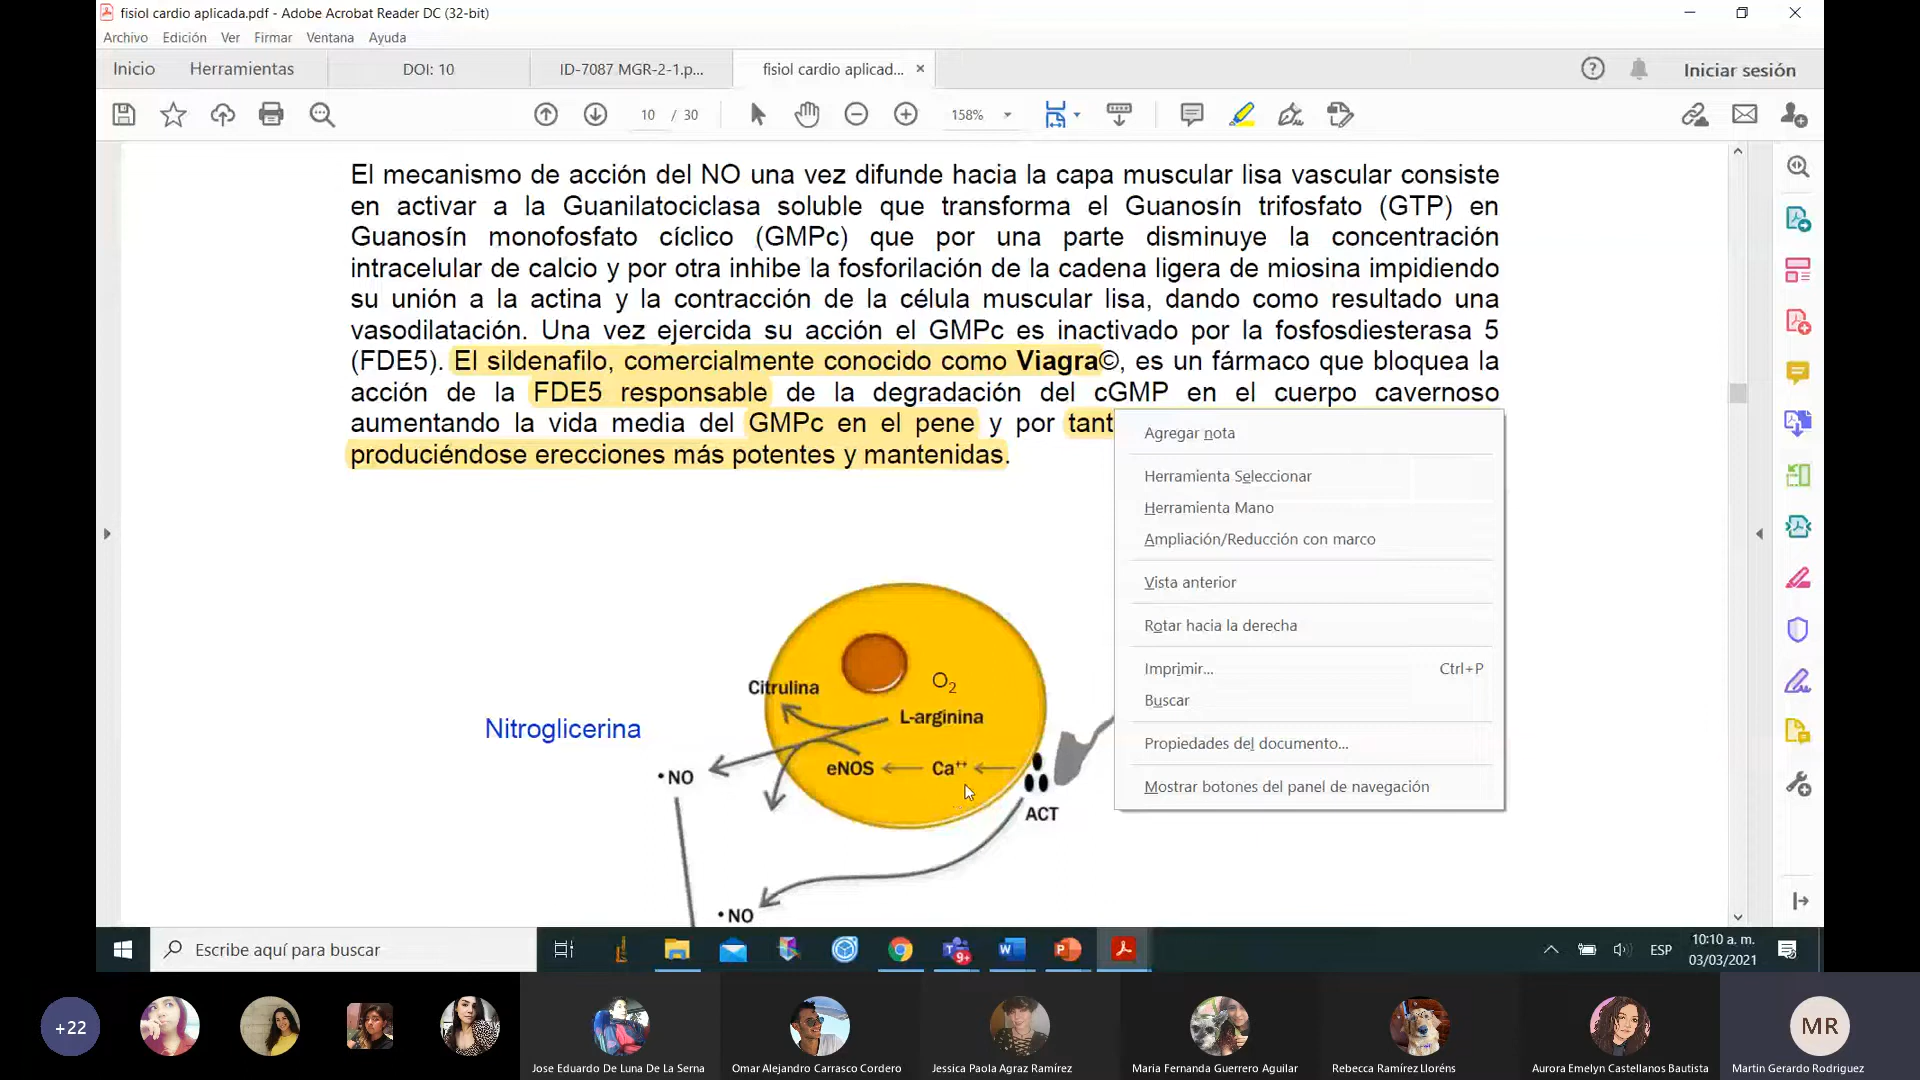 fisiol cardio aplicada.pdf - Adobe Acrobat Reader DC (32-bit)
Archivo Edición Ver Firmar Ventana Ayuda
Inicio Herramientas DOI: 10 ID-7087 MGR-2-1.p... fisiol cardio aplicad... × Iniciar sesión
10 / 30 158%
El mecanismo de acción del NO una vez difunde hacia la capa muscular lisa vascular consiste
en activar a la Guanilatociclasa soluble que transforma el Guanosín trifosfato (GTP) en
Guanosín monofosfato cíclico (GMPc) que por una parte disminuye la concentración
intracelular de calcio y por otra inhibe la fosforilación de la cadena ligera de miosina impidiendo
su unión a la actina y la contracción de la célula muscular lisa, dando como resultado una
vasodilatación. Una vez ejercida su acción el GMPc es inactivado por la fosfosdiesterasa 5
(FDE5). El sildenafilo, comercialmente conocido como Viagra©, es un fármaco que bloquea la
acción de la FDE5 responsable de la degradación del cGMP en el cuerpo cavernoso
aumentando la vida media del GMPc en el pene y por tant
produciéndose erecciones más potentes y mantenidas.
Agregar nota
Herramienta Seleccionar
Herramienta Mano
Ampliación/Reducción con marco
Vista anterior
Rotar hacia la derecha
Imprimir... Ctrl+P
Buscar
Propiedades del documento...
Mostrar botones del panel de navegación
Citrulina
O2
L-arginina
Nitroglicerina
•NO
eNOS
Ca++
ACT
•NO
Escribe aquí para buscar
9+
ESP
10:10 a. m.
03/03/2021
+22
MR
Jose Eduardo De Luna De La Serna
Omar Alejandro Carrasco Cordero
Jessica Paola Agraz Ramírez
Maria Fernanda Guerrero Aguilar
Rebecca Ramírez Lloréns
Aurora Emelyn Castellanos Bautista
Martin Gerardo Rodriguez